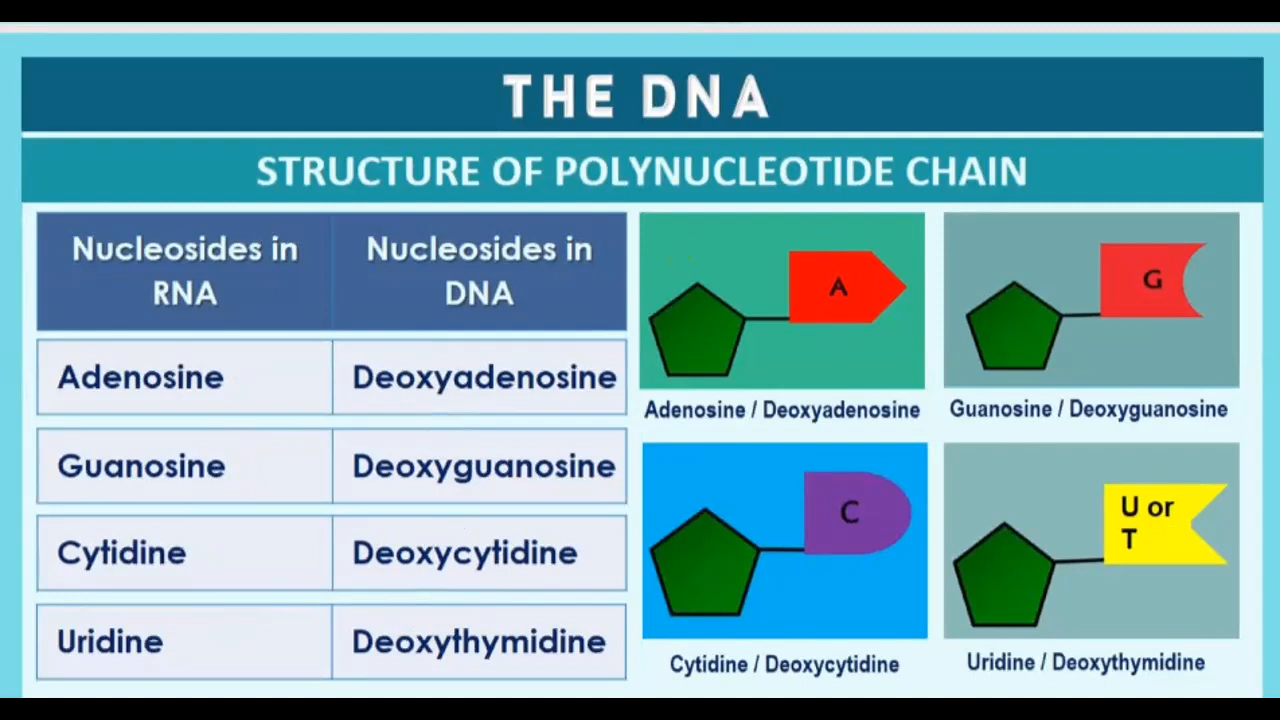 THE DNA
STRUCTURE OF POLYNUCLEOTIDE CHAIN
Nucleosides in
RNA
Nucleosides in
DNA
Adenosine
Deoxyadenosine
Guanosine
Deoxyguanosine
Cytidine
Deoxycytidine
Uridine
Deoxythymidine
A
Adenosine / Deoxyadenosine
G
Guanosine / Deoxyguanosine
C
Cytidine / Deoxycytidine
U or
T
Uridine / Deoxythymidine